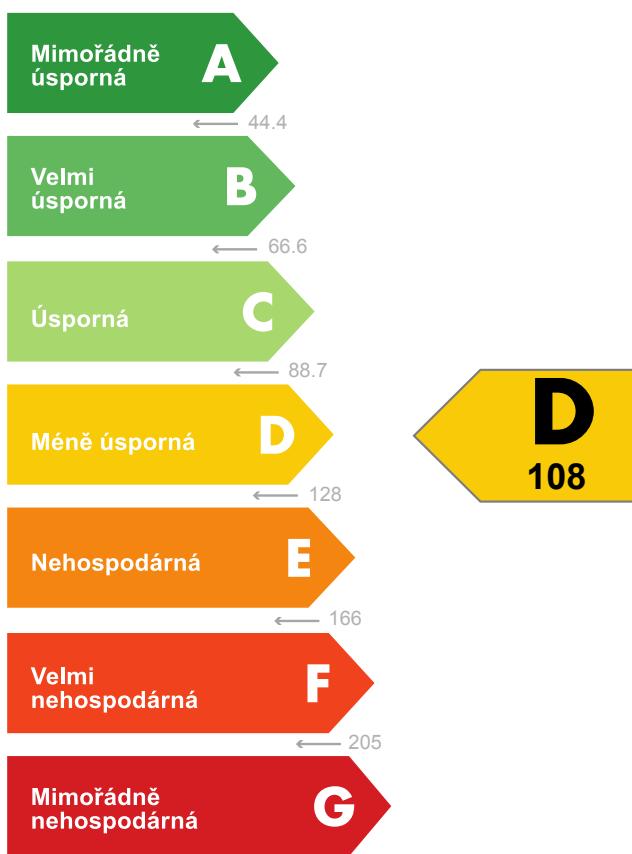 Mimořádně
úsporná
A
44.4
Velmi
úsporná
B
66.6
Úsporná
C
88.7
Méně úsporná
D
D
108
128
Nehospodárná
E
166
Velmi
nehospodárná
F
205
Mimořádně
nehospodárná
G